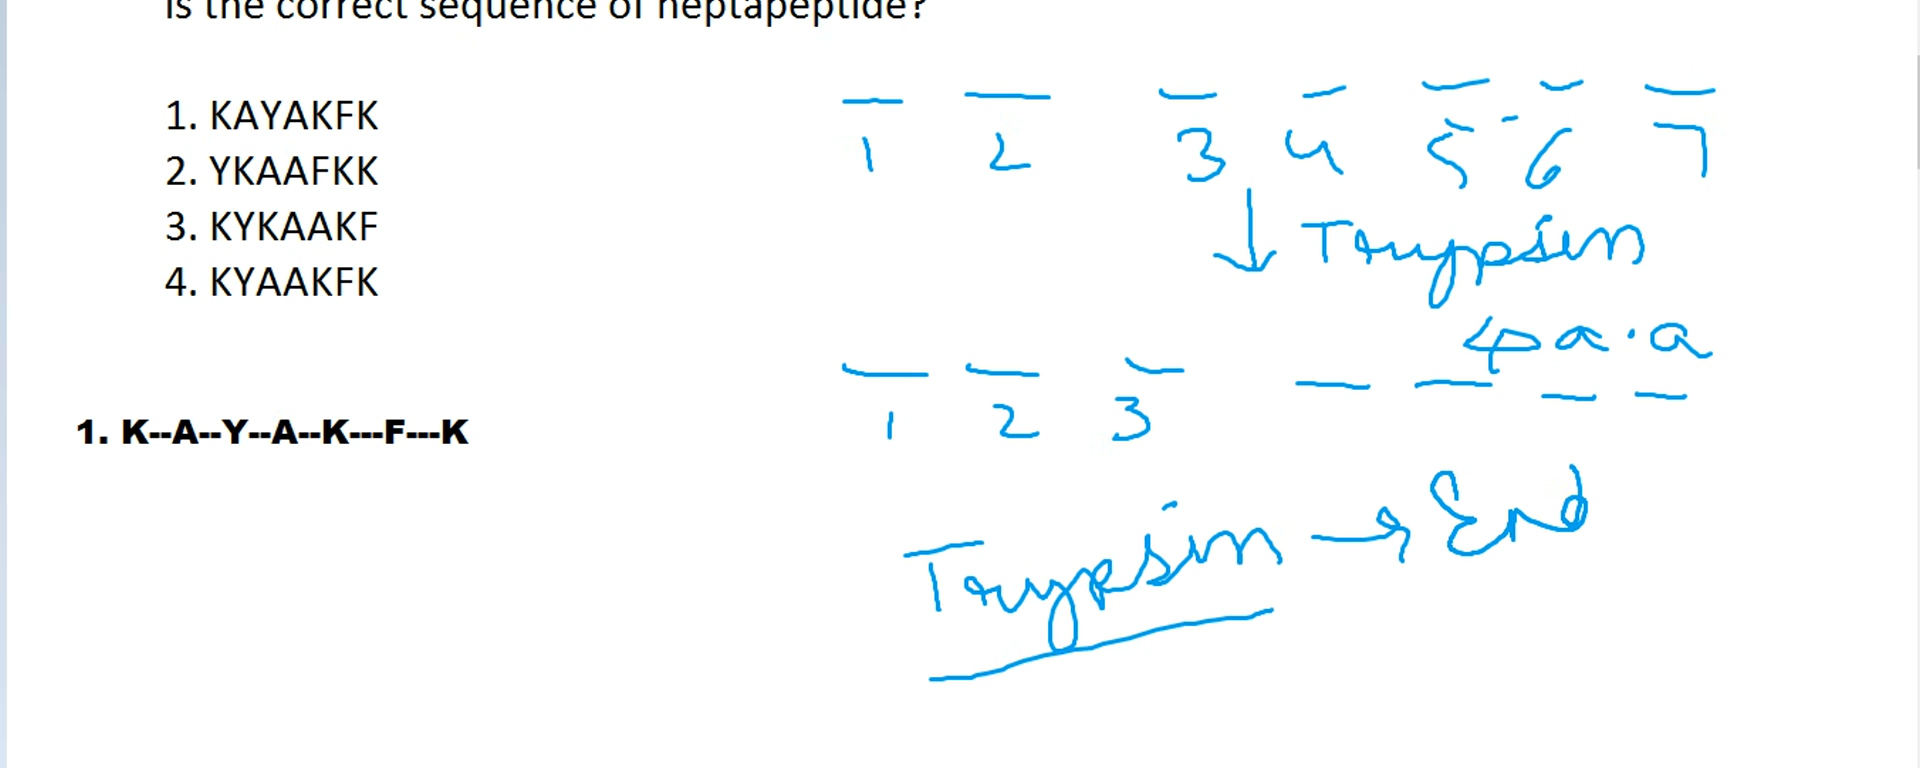 is the correct sequence of heptapeptide?
1. KAYAKFK
2. YKAAFKK
3. KYKAAKF
4. KYAAKFK
1. K--A--Y--A--K---F---K
1 2 3 4 5 6 7
↓ Trypsin
4 a.a
1 2 3
Trypsin → End